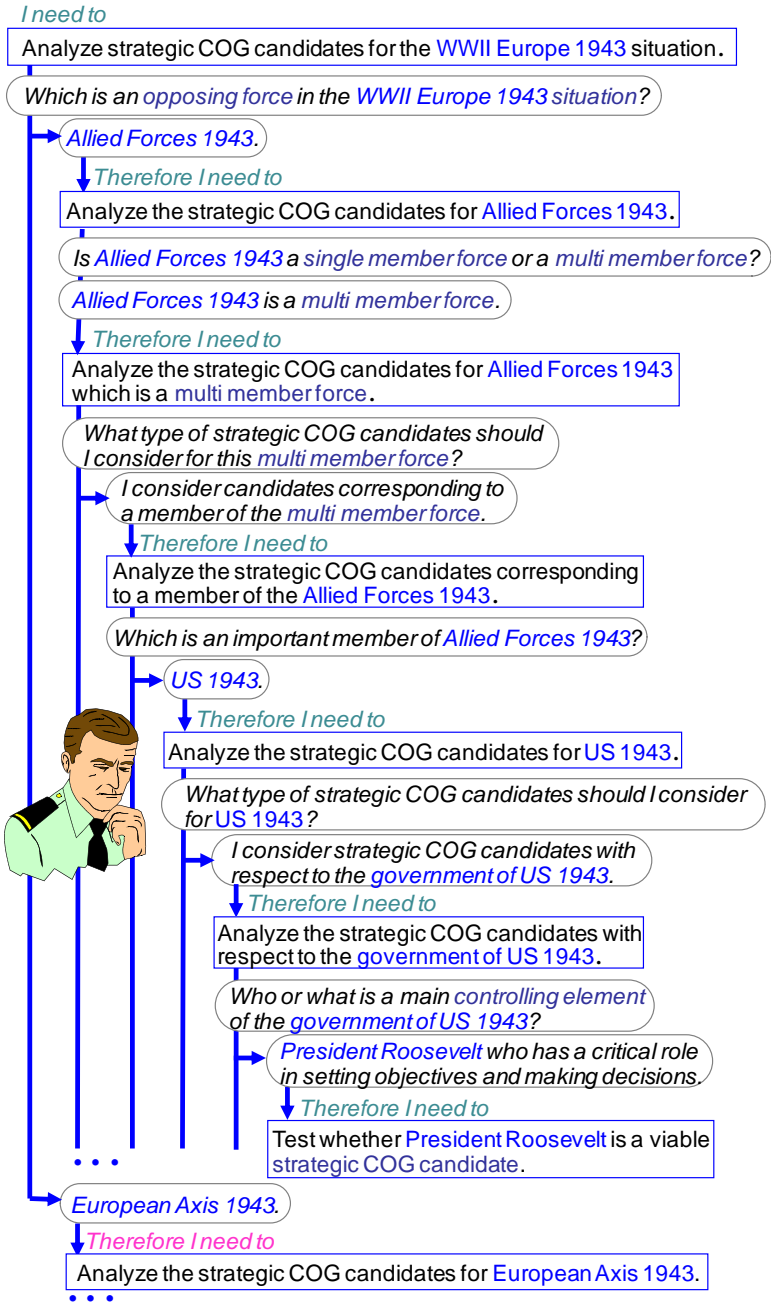 I need to
Analyze strategic COG candidates for the WWII Europe 1943 situation.
Which is an opposing force in the WWII Europe 1943 situation?
Allied Forces 1943.
Therefore I need to
Analyze the strategic COG candidates for Allied Forces 1943.
Is Allied Forces 1943 a single member force or a multi member force?
Allied Forces 1943 is a multi member force.
Therefore I need to
Analyze the strategic COG candidates for Allied Forces 1943
which is a multi member force.
What type of strategic COG candidates should
I consider for this multi member force?
I consider candidates corresponding to
a member of the multi member force.
Therefore I need to
Analyze the strategic COG candidates corresponding
to a member of the Allied Forces 1943.
Which is an important member of Allied Forces 1943?
US 1943.
Therefore I need to
Analyze the strategic COG candidates for US 1943.
What type of strategic COG candidates should I consider
for US 1943?
I consider strategic COG candidates with
respect to the government of US 1943.
Therefore I need to
Analyze the strategic COG candidates with
respect to the government of US 1943.
Who or what is a main controlling element
of the government of US 1943?
President Roosevelt who has a critical role
in setting objectives and making decisions.
Therefore I need to
Test whether President Roosevelt is a viable
strategic COG candidate.
. . .
European Axis 1943.
Therefore I need to
Analyze the strategic COG candidates for European Axis 1943.
. . .